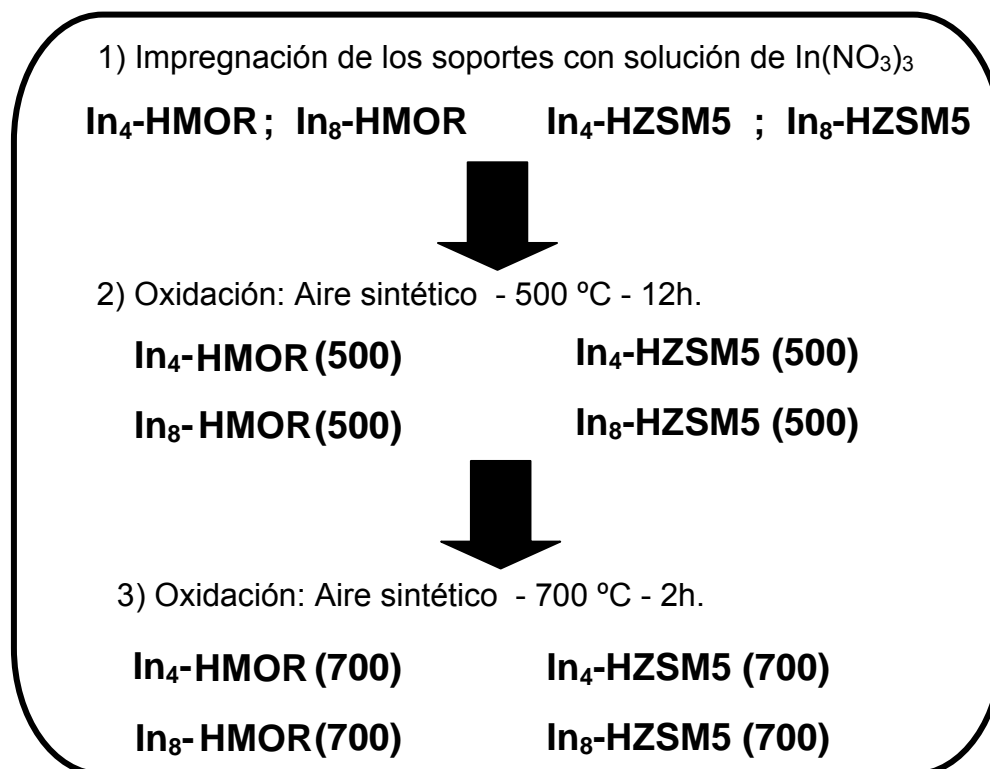 1) Impregnación de los soportes con solución de In(NO₃)₃
In₄-HMOR ; In₈-HMOR In₄-HZSM5 ; In₈-HZSM5
2) Oxidación: Aire sintético - 500 ºC - 12h.
In₄-HMOR (500) In₄-HZSM5 (500)
In₈-HMOR (500) In₈-HZSM5 (500)
3) Oxidación: Aire sintético - 700 ºC - 2h.
In₄-HMOR (700) In₄-HZSM5 (700)
In₈-HMOR (700) In₈-HZSM5 (700)